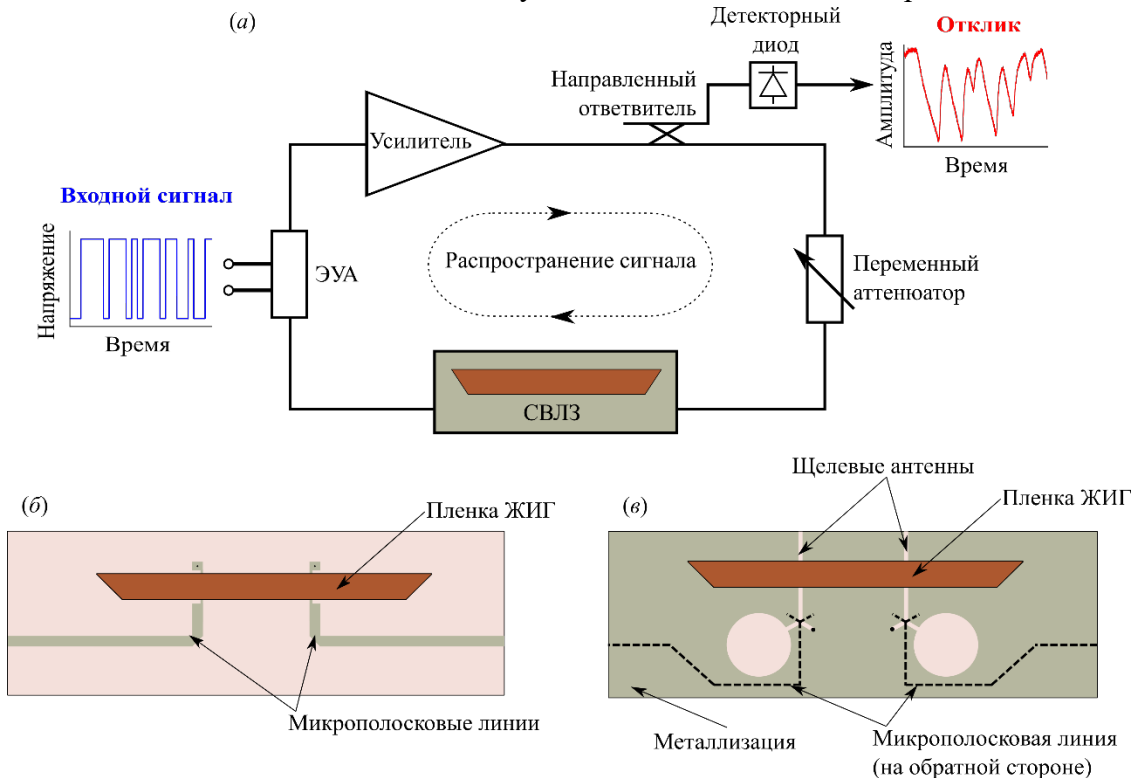 (а)
Детекторный
диод
Отклик
Направленный
ответвитель
Амплитуда
Время
Усилитель
Входной сигнал
Напряжение
Время
ЭУА
Распространение сигнала
Переменный
аттенюатор
СВЛЗ
(б)
Пленка ЖИГ
Микрополосковые линии
(в)
Щелевые антенны
Пленка ЖИГ
Металлизация
Микрополосковая линия
(на обратной стороне)